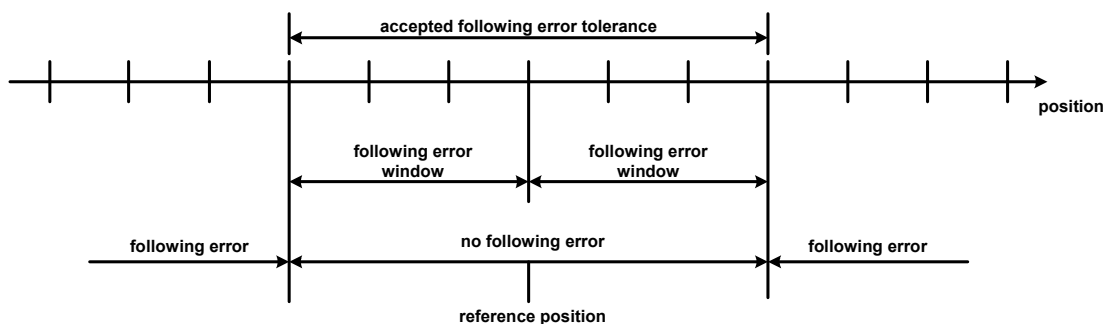 accepted following error tolerance
position
following error
window
following error
window
following error
no following error
following error
reference position